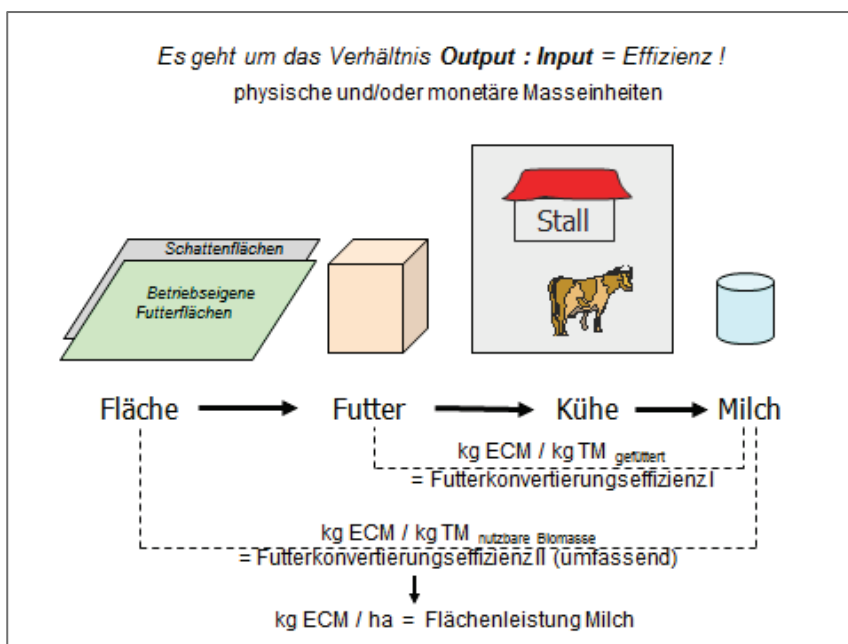 Es geht um das Verhältnis Output : Input = Effizienz !
physische und/oder monetäre Masseinheiten
Stall
Schattenflächen
Betriebseigene
Futterflächen
Fläche Futter Kühe Milch
kg ECM / kg TM gefüttert
= Futterkonvertierungseffizienz I
kg ECM / kg TM nutzbare Biomasse
= Futterkonvertierungseffizienz II (umfassend)
kg ECM / ha = Flächenleistung Milch